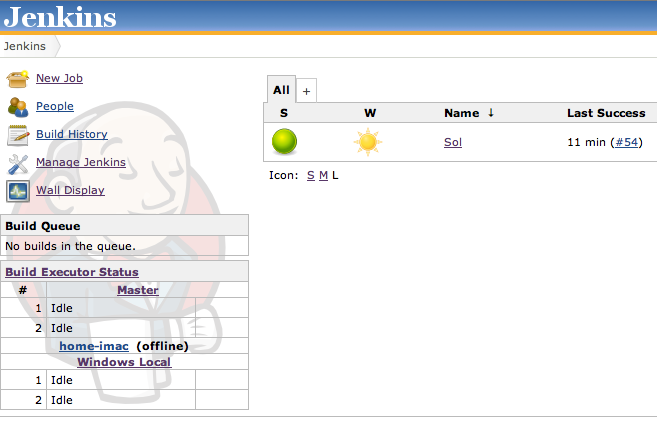 Jenkins
Jenkins
New Job
People
Build History
Manage Jenkins
Wall Display
Build Queue
No builds in the queue.
Build Executor Status
# Master
1 Idle
2 Idle
home-imac (offline)
Windows Local
1 Idle
2 Idle
All +
S W Name ↓ Last Success
Sol 11 min (#54)
Icon: S M L